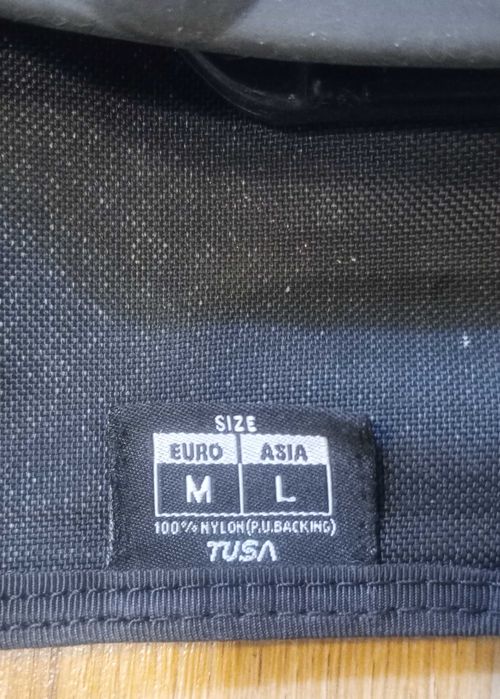 SIZE
EURO ASIA
M L
100% NYLON(P.U.BACKING)
TUSA